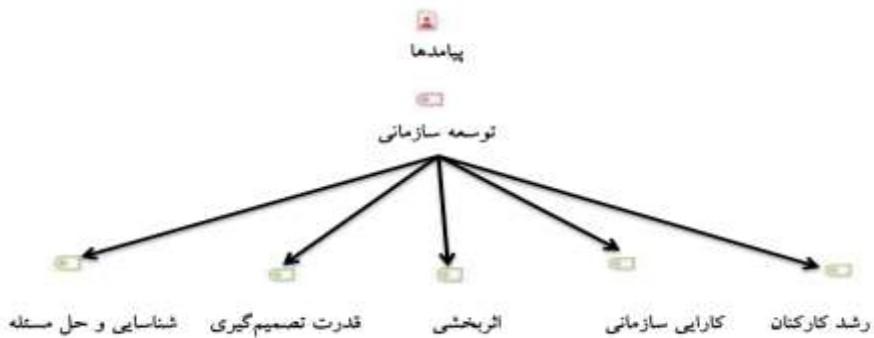 پیامدها
توسعه سازمانی
رشد کارکنان
کارایی سازمانی
اثربخشی
قدرت تصمیم‌گیری
شناسایی و حل مسئله